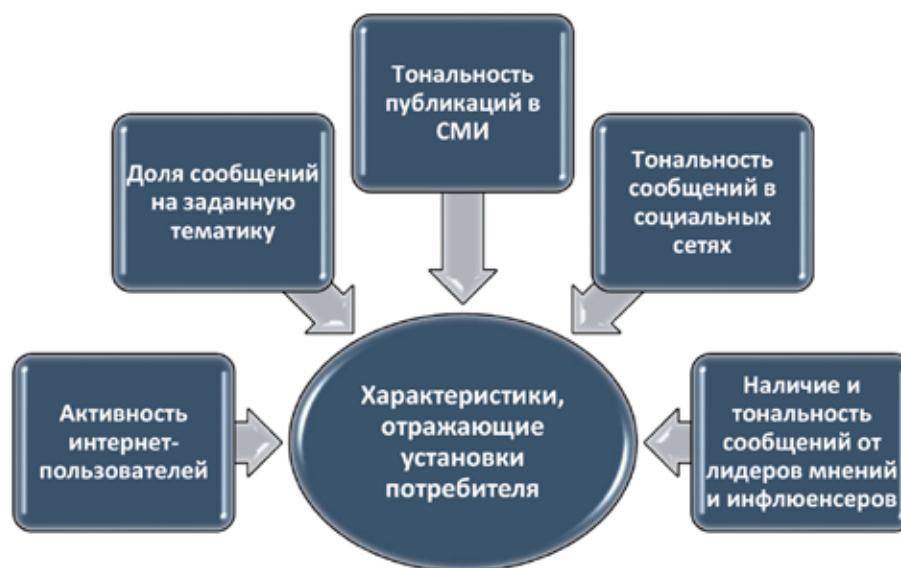 Тональность
публикаций в
СМИ
Доля сообщений
на заданную
тематику
Тональность
сообщений в
социальных
сетях
Активность
интернет-
пользователей
Характеристики,
отражающие
установки
потребителя
Наличие и
тональность
сообщений от
лидеров мнений
и инфлюенсеров